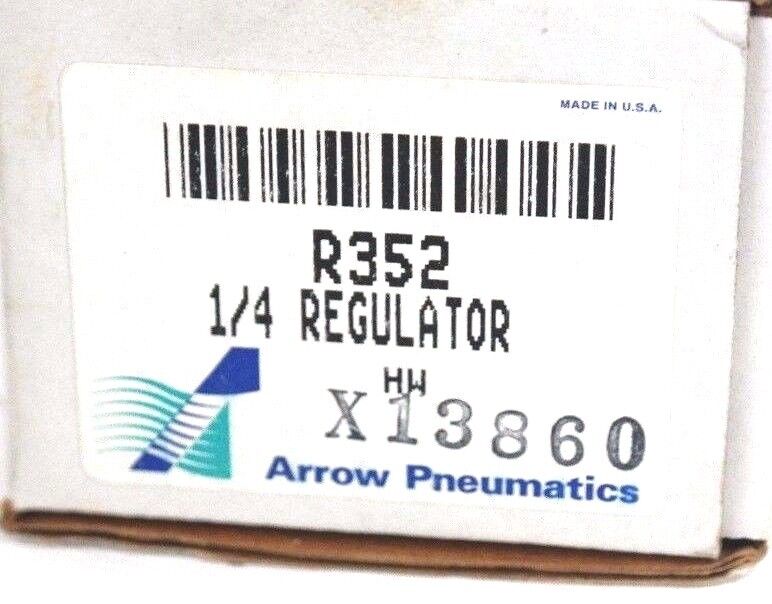 MADE IN U.S.A.
R352
1/4 REGULATOR
HW
X13860
Arrow Pneumatics